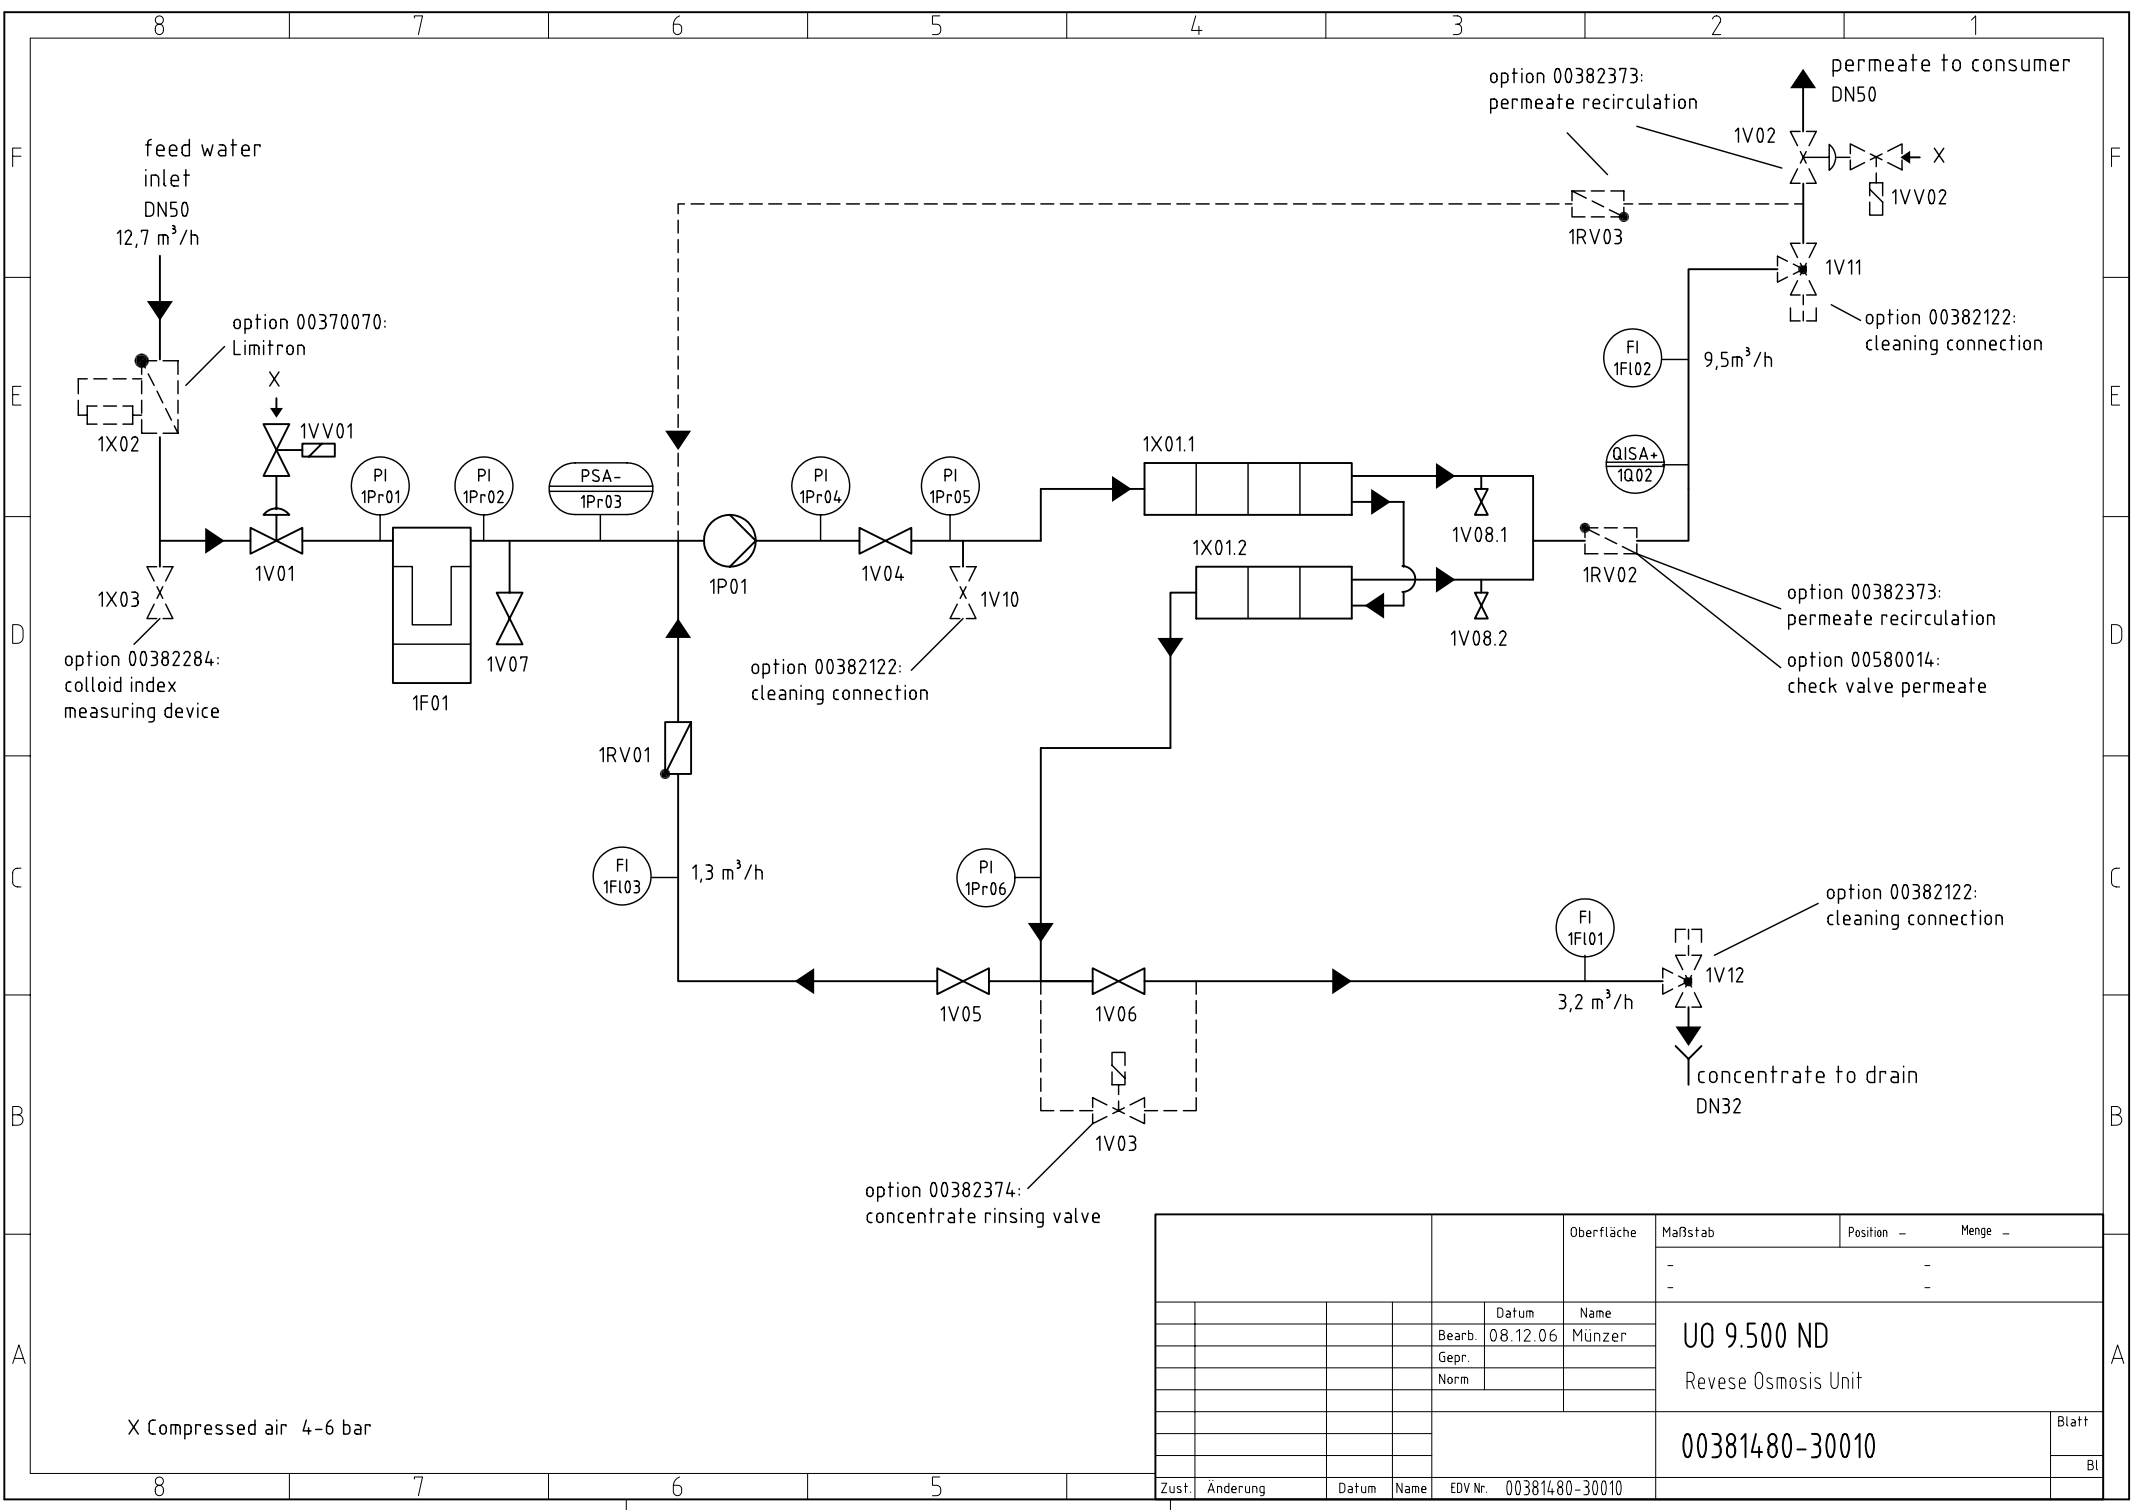 8 7 6 5 4 3 2 1
F
E
D
C
B
A
feed water
inlet
DN50
12,7 m³/h
option 00370070:
Limitron
1X02
X
1VV01
1X03
option 00382284:
colloid index
measuring device
1V01
PI
1Pr01
1F01
PI
1Pr02
1V07
PSA-
1Pr03
1P01
PI
1Pr04
1V04
PI
1Pr05
1V10
option 00382122:
cleaning connection
1RV01
FI
1Fl03
1,3 m³/h
1X01.1
1X01.2
1V08.1
1V08.2
PI
1Pr06
1V05
1V06
1V03
option 00382374:
concentrate rinsing valve
option 00382373:
permeate recirculation
1RV03
permeate to consumer
DN50
1V02
X
1VV02
1V11
option 00382122:
cleaning connection
FI
1Fl02
9,5m³/h
QISA+
1Q02
1RV02
option 00382373:
permeate recirculation
option 00580014:
check valve permeate
FI
1Fl01
3,2 m³/h
option 00382122:
cleaning connection
1V12
concentrate to drain
DN32
X Compressed air 4-6 bar
F
E
D
C
B
A
Oberfläche
Maßstab
Position –
Menge –
– –
– –
Datum Name
Bearb. 08.12.06 Münzer
Gepr.
Norm
UO 9.500 ND
Revese Osmosis Unit
00381480-30010
Blatt
Bl
Zust. Änderung Datum Name EDV Nr. 00381480-30010
8 7 6 5